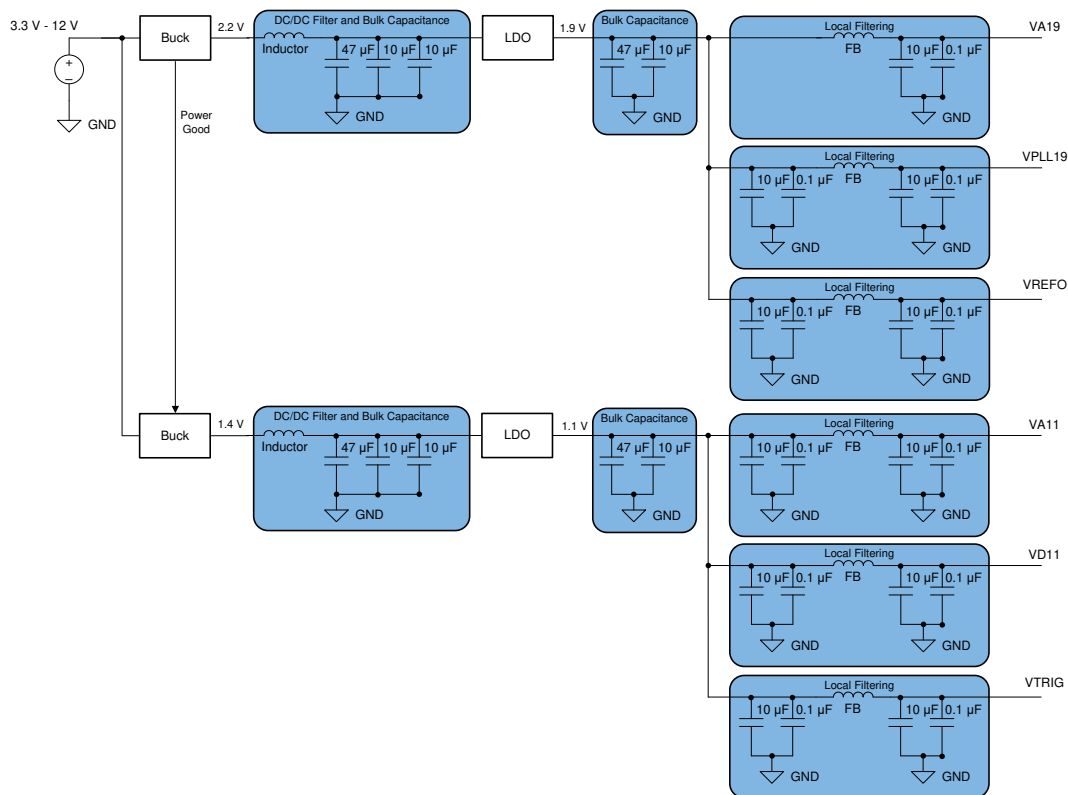 3.3 V - 12 V
+
–
GND
Buck
Power
Good
2.2 V
DC/DC Filter and Bulk Capacitance
Inductor
47 µF 10 µF 10 µF
GND
LDO
1.9 V
Bulk Capacitance
47 µF 10 µF
GND
Local Filtering
FB
10 µF 0.1 µF
GND
VA19
Local Filtering
10 µF 0.1 µF
FB
10 µF 0.1 µF
GND
GND
VPLL19
Local Filtering
10 µF 0.1 µF
FB
10 µF 0.1 µF
GND
GND
VREFO
Buck
1.4 V
DC/DC Filter and Bulk Capacitance
Inductor
47 µF 10 µF 10 µF
GND
LDO
1.1 V
Bulk Capacitance
47 µF 10 µF
GND
Local Filtering
10 µF 0.1 µF
FB
10 µF 0.1 µF
GND
GND
VA11
Local Filtering
10 µF 0.1 µF
FB
10 µF 0.1 µF
GND
GND
VD11
Local Filtering
10 µF 0.1 µF
FB
10 µF 0.1 µF
GND
GND
VTRIG